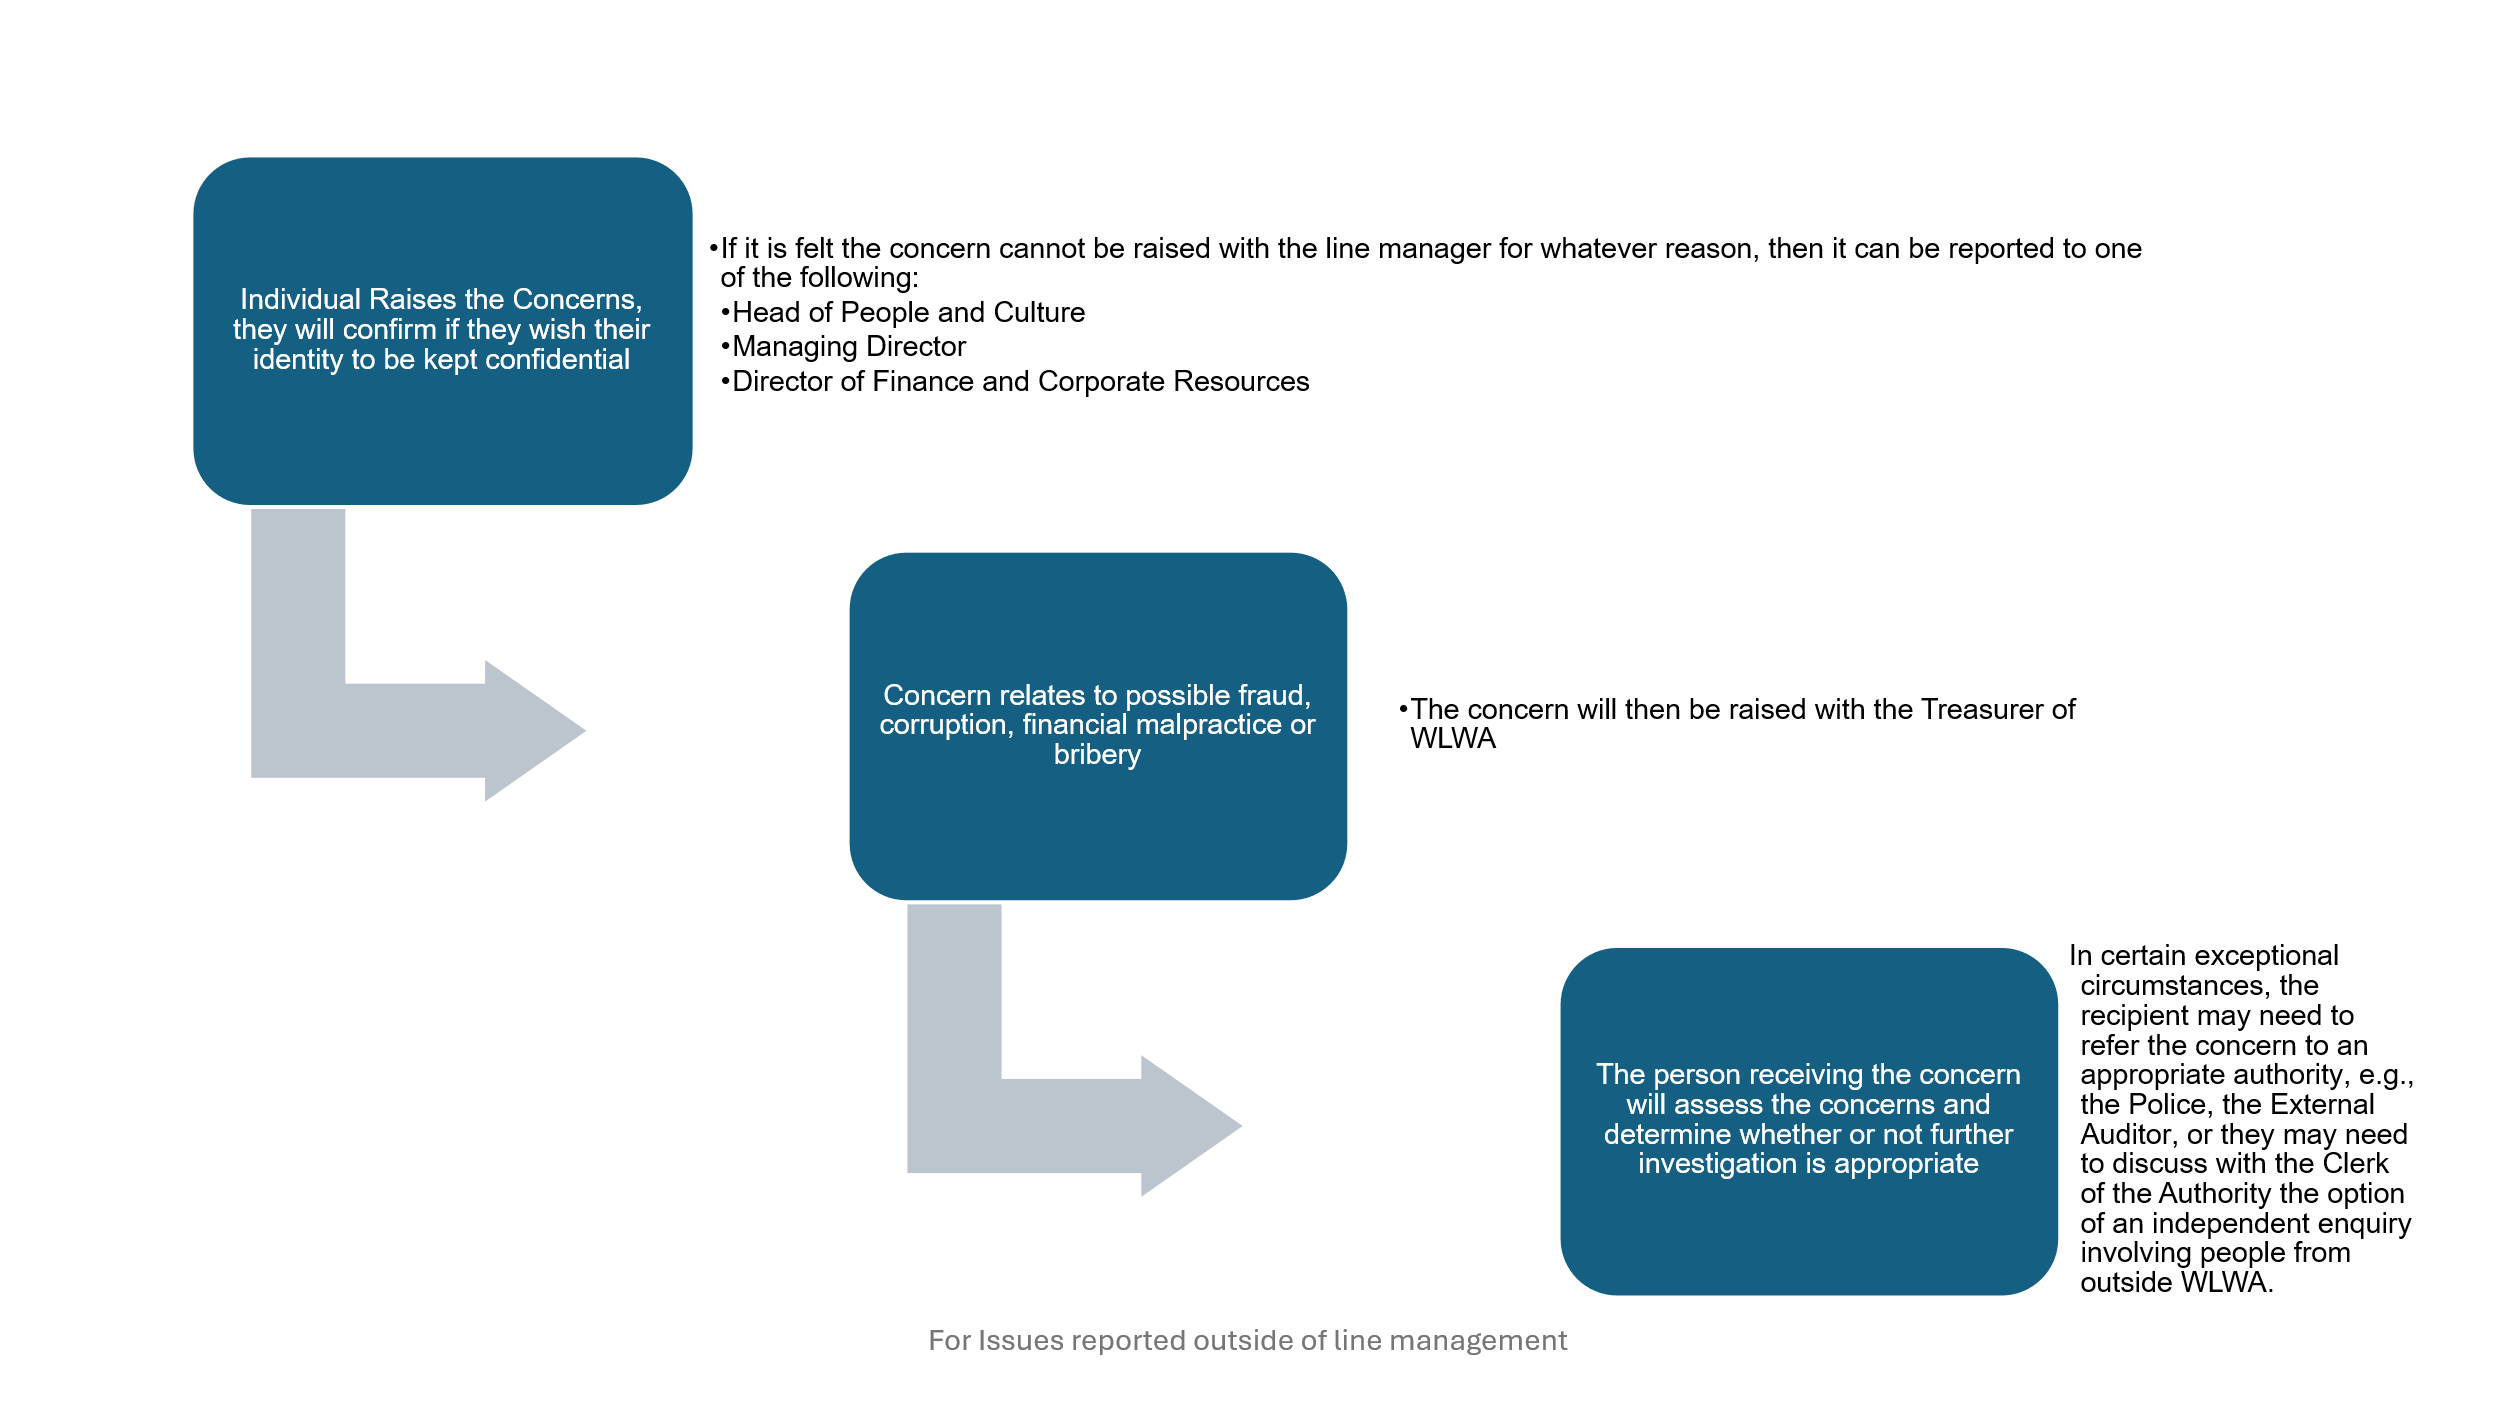 Individual Raises the Concerns,
they will confirm if they wish their
identity to be kept confidential
•If it is felt the concern cannot be raised with the line manager for whatever reason, then it can be reported to one
of the following:
•Head of People and Culture
•Managing Director
•Director of Finance and Corporate Resources
Concern relates to possible fraud,
corruption, financial malpractice or
bribery
•The concern will then be raised with the Treasurer of
WLWA
The person receiving the concern
will assess the concerns and
determine whether or not further
investigation is appropriate
In certain exceptional
circumstances, the
recipient may need to
refer the concern to an
appropriate authority, e.g.,
the Police, the External
Auditor, or they may need
to discuss with the Clerk
of the Authority the option
of an independent enquiry
involving people from
outside WLWA.
For Issues reported outside of line management